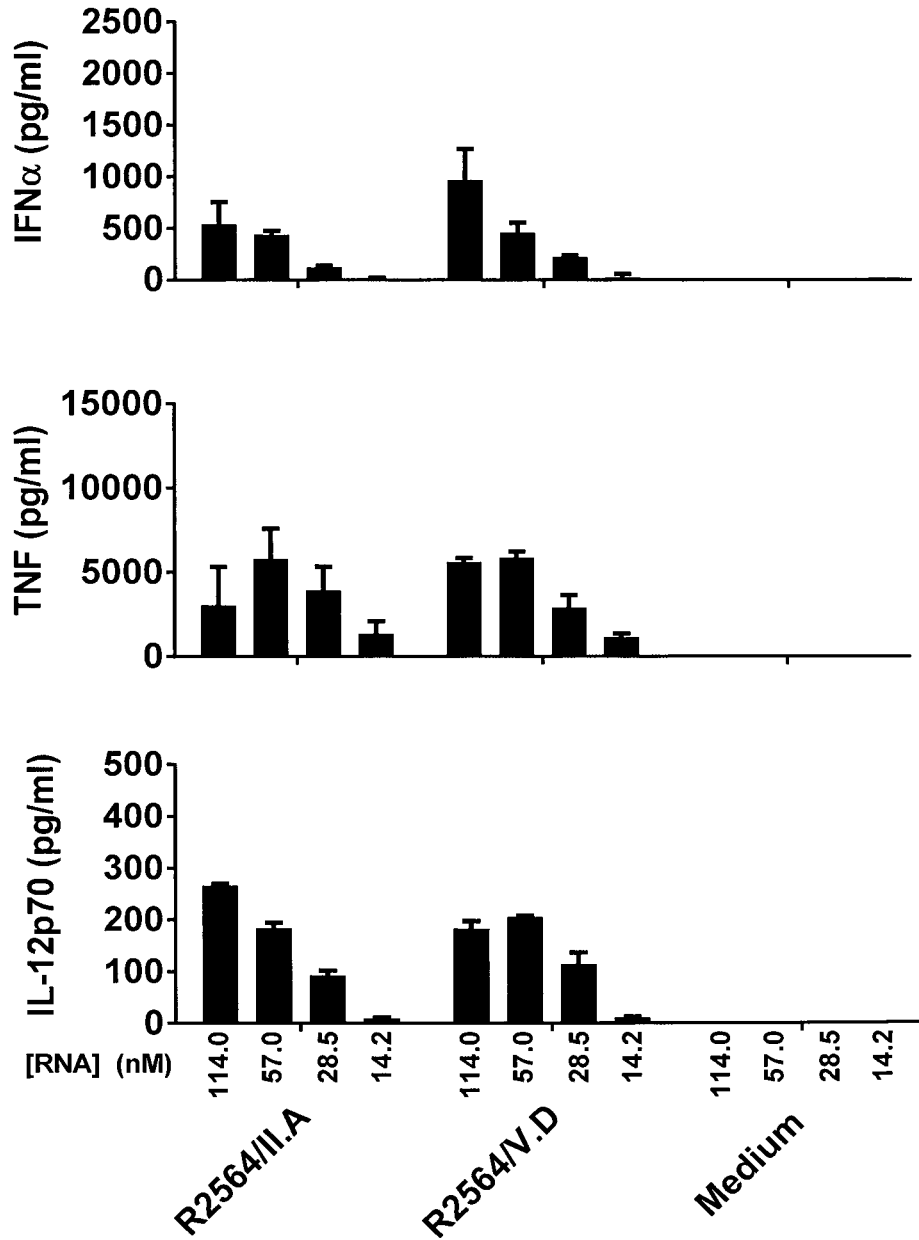 IFNα (pg/ml)
2500
2000
1500
1000
500
0
TNF (pg/ml)
15000
10000
5000
0
IL-12p70 (pg/ml)
500
400
300
200
100
0
[RNA] (nM)
114.0 57.0 28.5 14.2 114.0 57.0 28.5 14.2 114.0 57.0 28.5 14.2
R2564/II.A R2564/V.D Medium